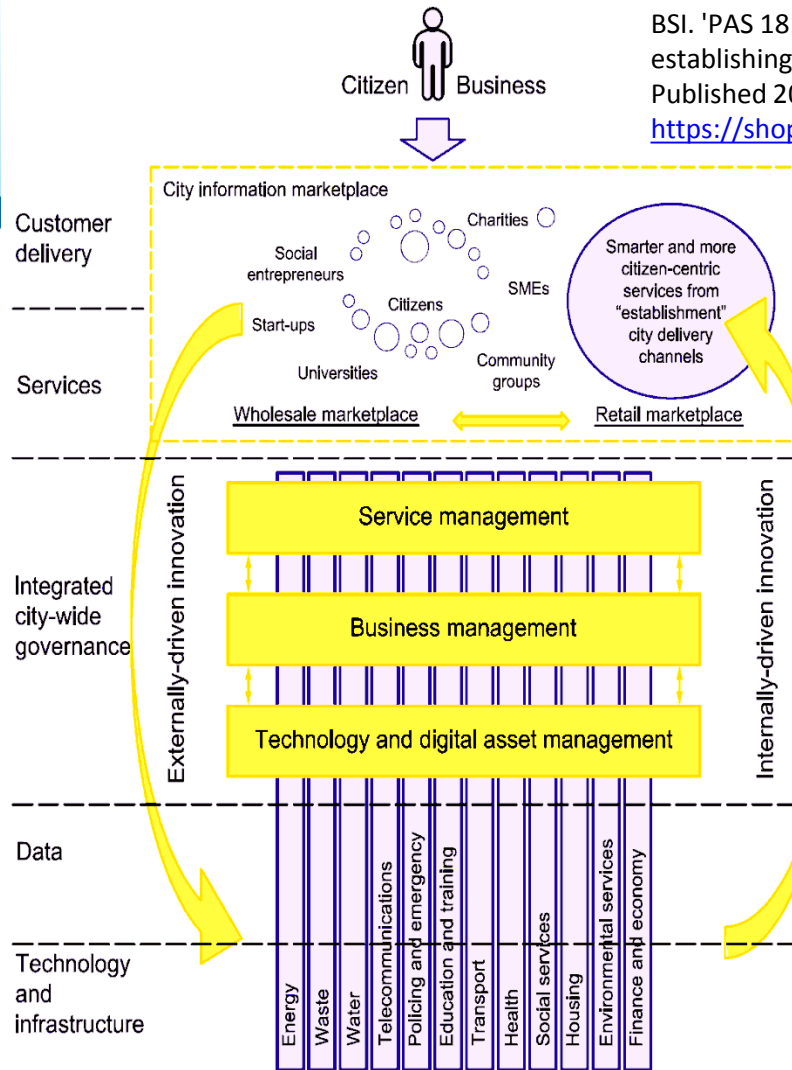 BSI. 'PAS 18
establishing
Published 20
https://shop
Citizen Business
City information marketplace
Customer
delivery
Charities
Social
entrepreneurs
SMEs
Smarter and more
citizen-centric
services from
“establishment”
city delivery
channels
Citizens
Start-ups
Services
Universities
Community
groups
Wholesale marketplace
Retail marketplace
Externally-driven innovation
Service management
Internally-driven innovation
Integrated
city-wide
governance
Business management
Technology and digital asset management
Data
Technology
and
infrastructure
Energy
Waste
Water
Telecommunications
Policing and emergency
Education and training
Transport
Health
Social services
Housing
Environmental services
Finance and economy